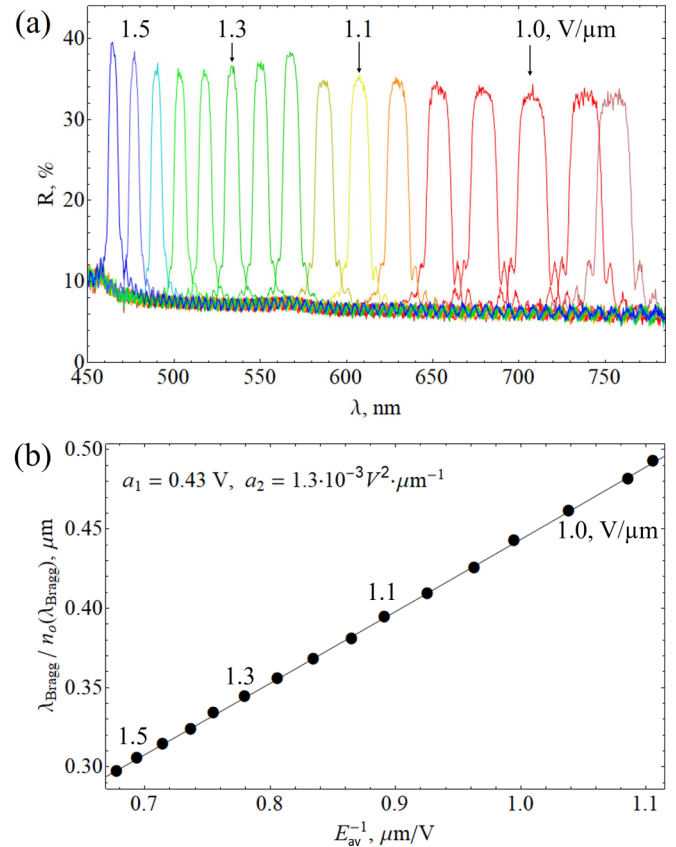 (a)
1.5 1.3 1.1 1.0, V/µm
40
30
20
10
0
R, %
450 500 550 600 650 700 750
λ, nm
(b)
0.50
a₁ = 0.43 V, a₂ = 1.3·10⁻³V²·µm⁻¹
0.45
1.0, V/µm
1.1
0.40
0.35
1.3
1.5
0.30
λBragg / nₒ(λBragg), µm
0.7 0.8 0.9 1.0 1.1
Eₐᵥ⁻¹, µm/V